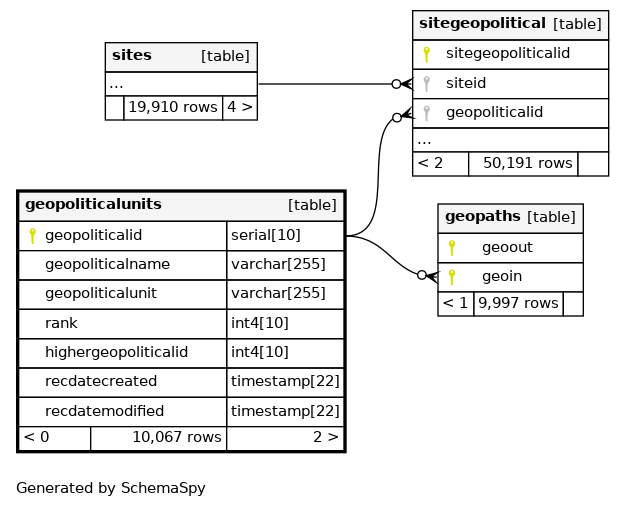 sites [table]
...
19,910 rows 4 >
sitegeopolitical [table]
sitegeopoliticalid
siteid
geopoliticalid
...
< 2 50,191 rows
geopoliticalunits [table]
geopoliticalid serial[10]
geopoliticalname varchar[255]
geopoliticalunit varchar[255]
rank int4[10]
highergeopoliticalid int4[10]
recdatecreated timestamp[22]
recdatemodified timestamp[22]
< 0 10,067 rows 2 >
geopaths [table]
geoout
geoin
< 1 9,997 rows
Generated by SchemaSpy